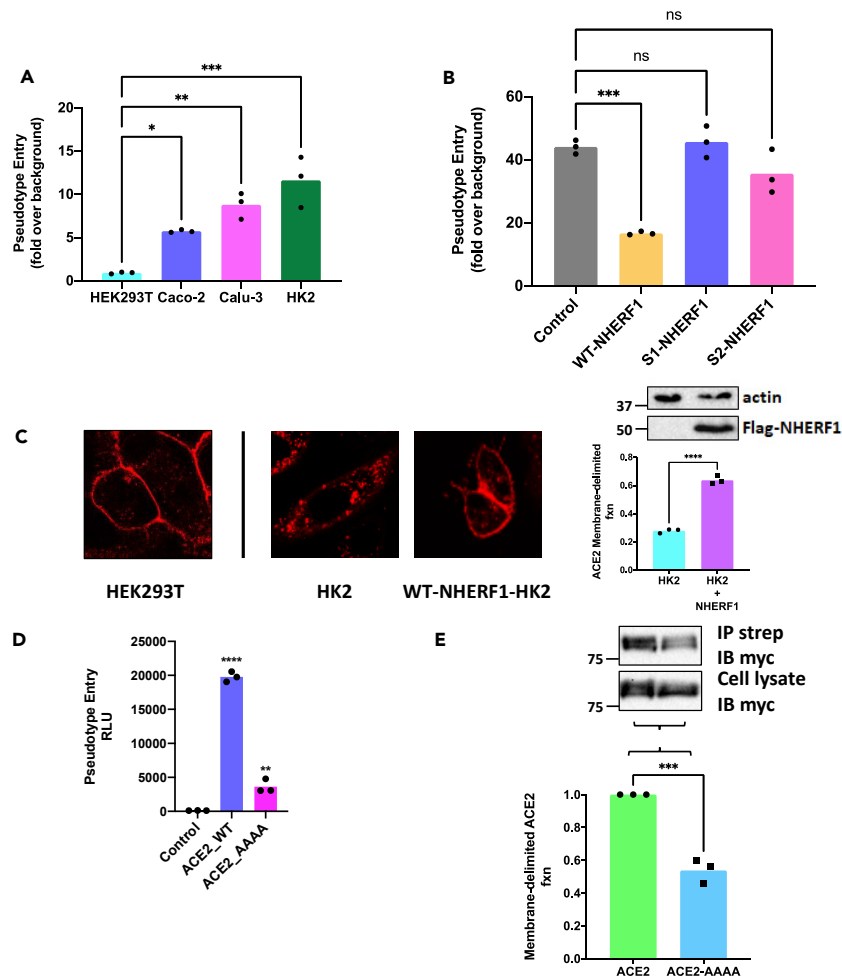 A
Pseudotype Entry
(fold over background)
20
15
10
5
0
***
**
*
HEK293T Caco-2 Calu-3 HK2
B
Pseudotype Entry
(fold over background)
60
40
20
0
ns
ns
***
Control
WT-NHERF1
S1-NHERF1
S2-NHERF1
C
HEK293T
HK2
WT-NHERF1-HK2
37
actin
50
Flag-NHERF1
ACE2 Membrane-delimited
fxn
0.8
0.6
0.4
0.2
0.0
****
HK2
HK2
+
NHERF1
D
Pseudotype Entry
RLU
25000
20000
15000
10000
5000
0
****
**
Control
ACE2_WT
ACE2_AAAA
E
75
IP strep
IB myc
75
Cell lysate
IB myc
Membrane-delimited ACE2
fxn
1.0
0.8
0.6
0.4
0.2
0.0
***
ACE2 ACE2-AAAA